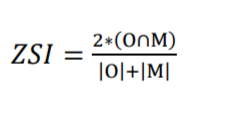 ZSI = 2*(O∩M) / |O|+|M|